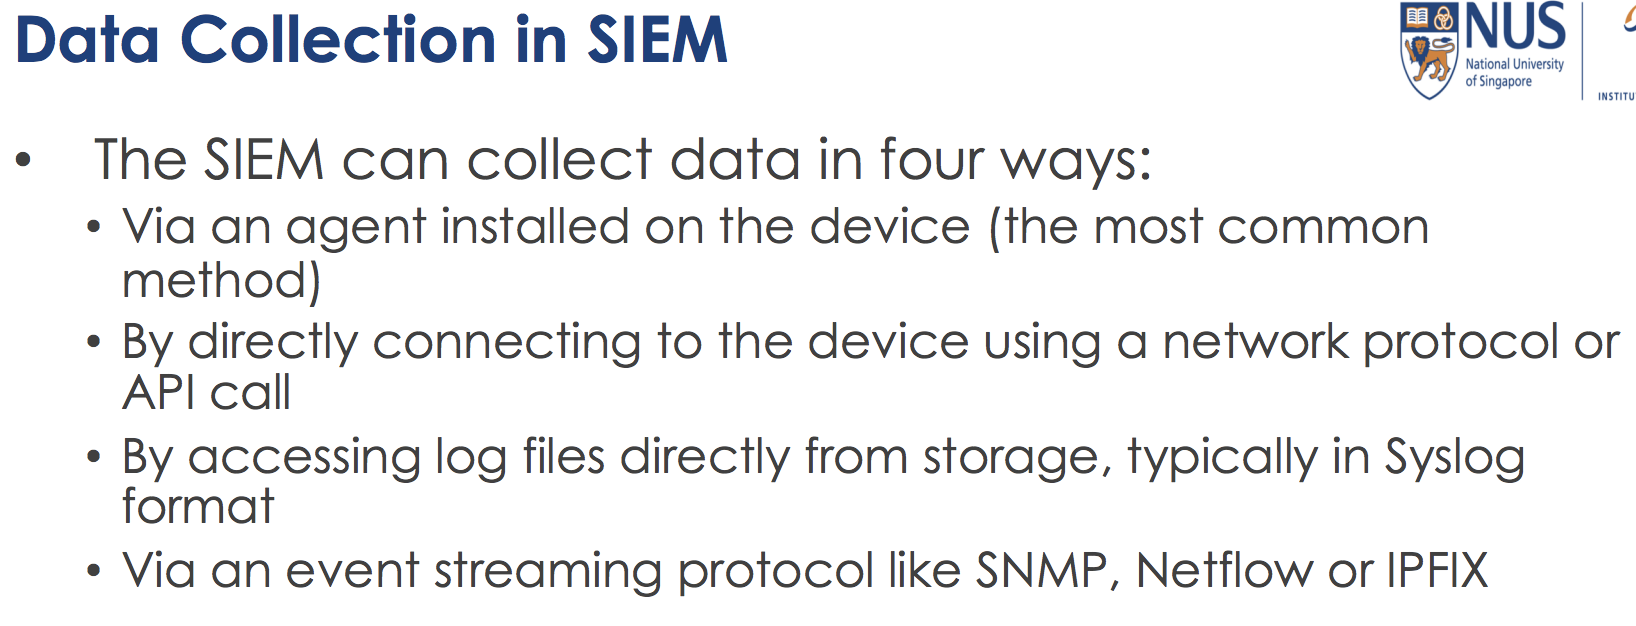 Data Collection in SIEM
NUS
National University
of Singapore
• The SIEM can collect data in four ways:
• Via an agent installed on the device (the most common
method)
• By directly connecting to the device using a network protocol or
API call
• By accessing log files directly from storage, typically in Syslog
format
• Via an event streaming protocol like SNMP, Netflow or IPFIX